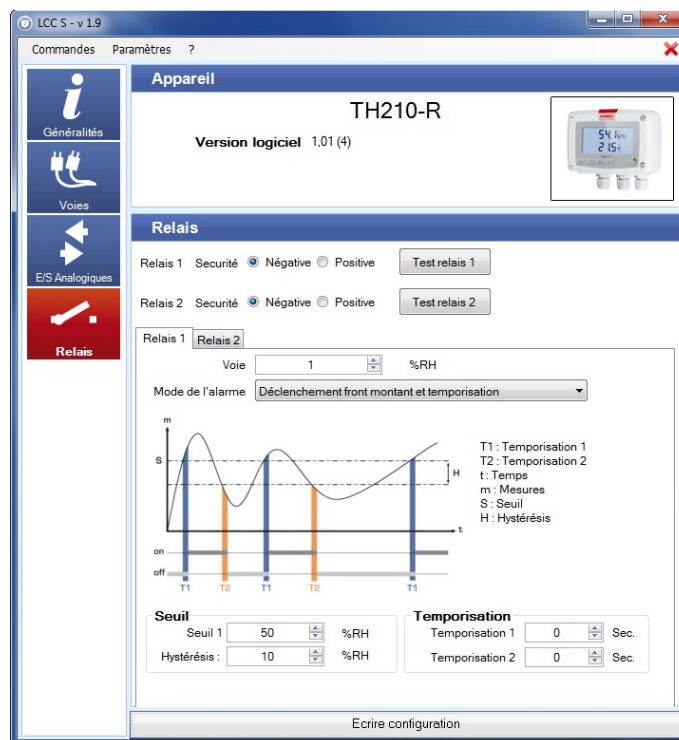 LCC S - v 1.9
Commandes Paramètres ?
Appareil
TH210-R
Version logiciel 1.01 (4)
54.1
21.5
Généralités
Voies
E/S Analogiques
Relais
Relais
Relais 1 Securité Négative Positive Test relais 1
Relais 2 Securité Négative Positive Test relais 2
Relais 1 Relais 2
Voie 1 %RH
Mode de l'alarme Déclenchement front montant et temporisation
m
S
H
t
on
off
T1 T2 T1 T2 T1
T1 : Temporisation 1
T2 : Temporisation 2
t : Temps
m : Mesures
S : Seuil
H : Hystérésis
Seuil
Seuil 1 50 %RH
Hystérésis : 10 %RH
Temporisation
Temporisation 1 0 Sec.
Temporisation 2 0 Sec.
Ecrire configuration